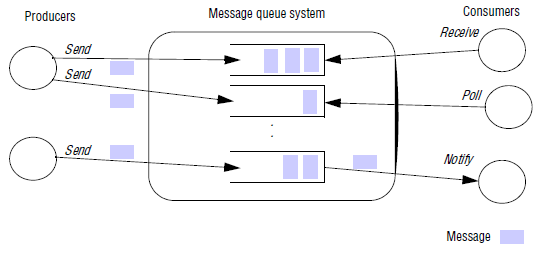 Producers
Message queue system
Consumers
Send
Receive
Send
Poll
Send
Notify
Message